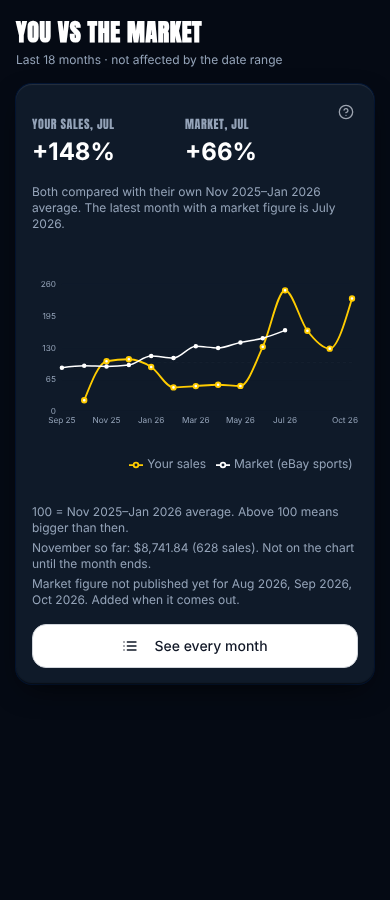 YOU VS THE MARKET
Last 18 months · not affected by the date range
YOUR SALES, JUL
MARKET, JUL
+148%
+66%
Both compared with their own Nov 2025–Jan 2026
average. The latest month with a market figure is July
2026.
260
195
130
65
0
Sep 25 Nov 25 Jan 26 Mar 26 May 26 Jul 26 Oct 26
Your sales Market (eBay sports)
100 = Nov 2025–Jan 2026 average. Above 100 means
bigger than then.
November so far: $8,741.84 (628 sales). Not on the chart
until the month ends.
Market figure not published yet for Aug 2026, Sep 2026,
Oct 2026. Added when it comes out.
See every month